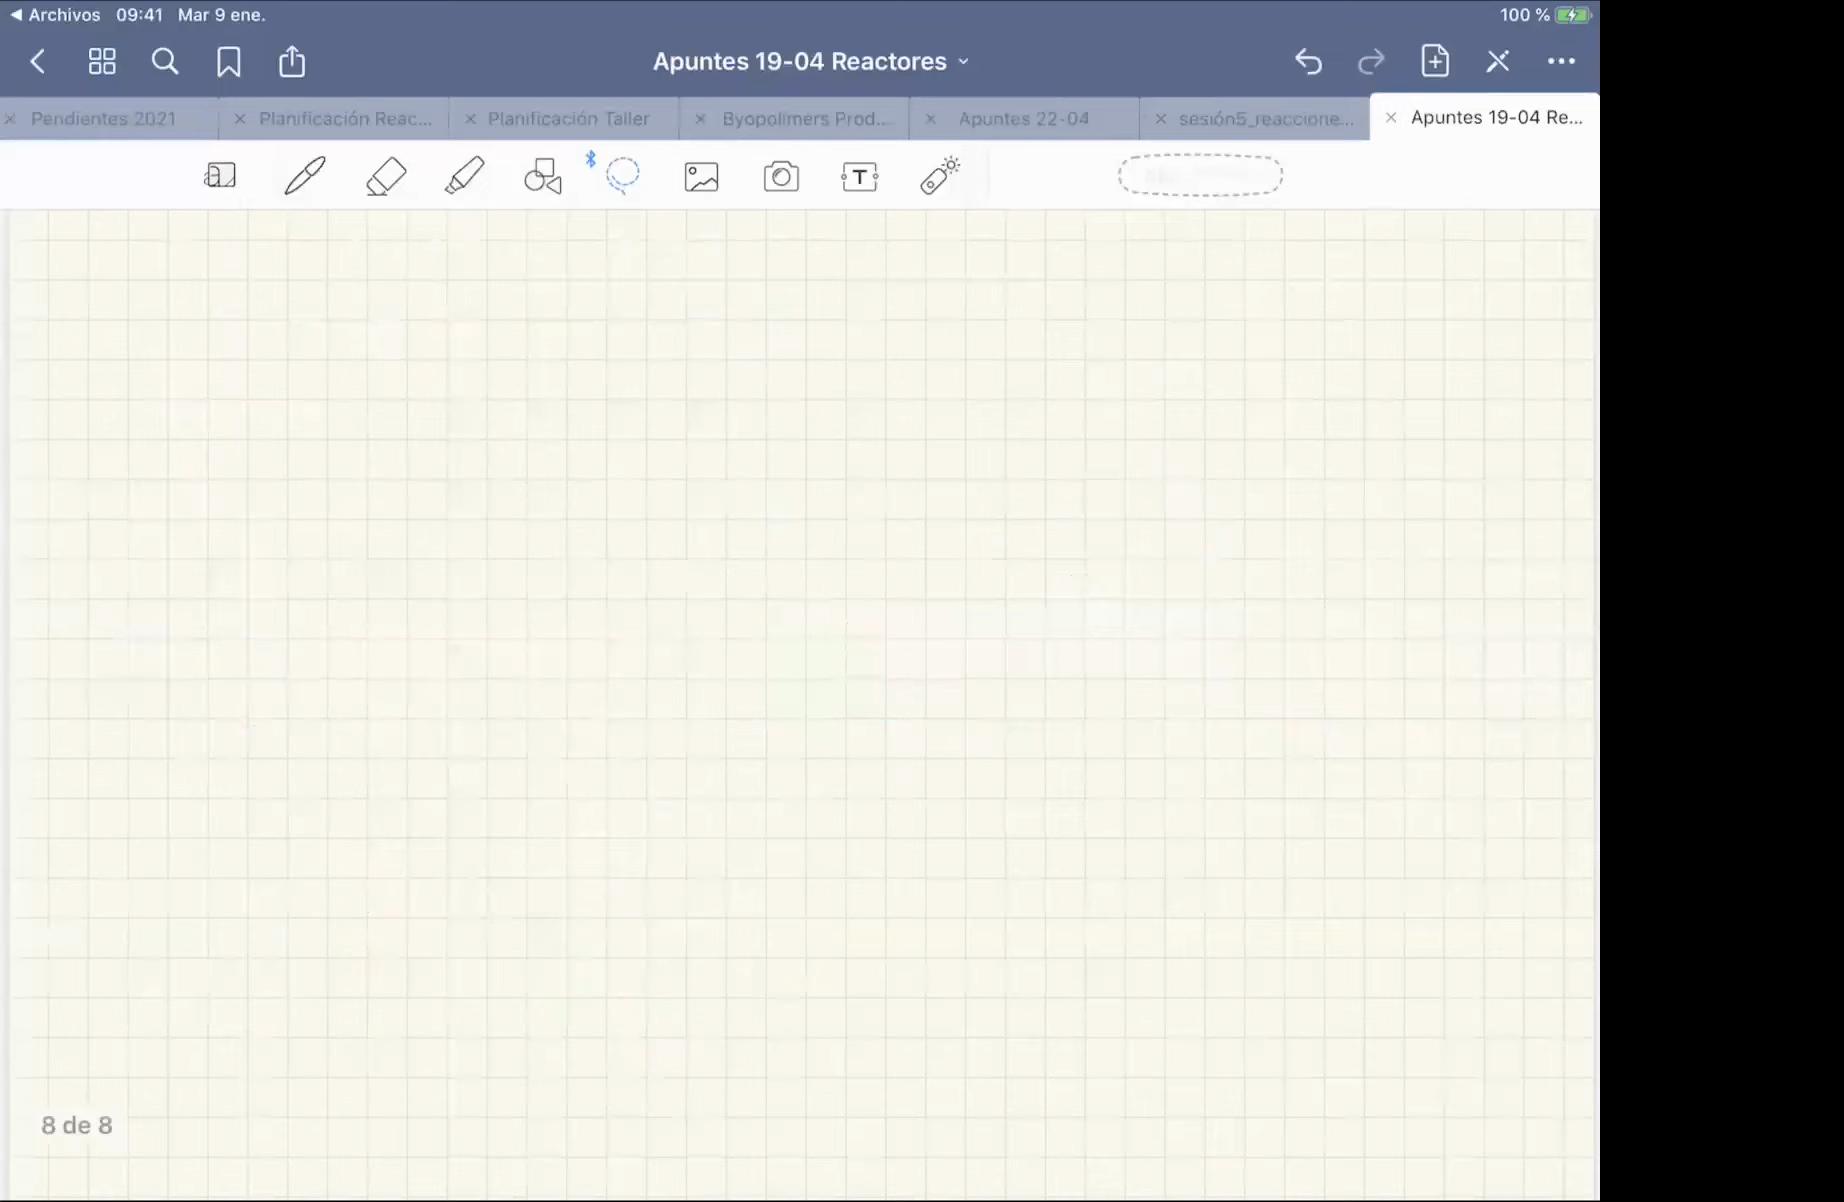 Archivos 09:41 Mar 9 ene. 100 %
Apuntes 19-04 Reactores
Pendientes 2021 Planificación Reac... Planificación Taller Byopolimers Prod... Apuntes 22-04 sesión5_reaccione... Apuntes 19-04 Re...
8 de 8